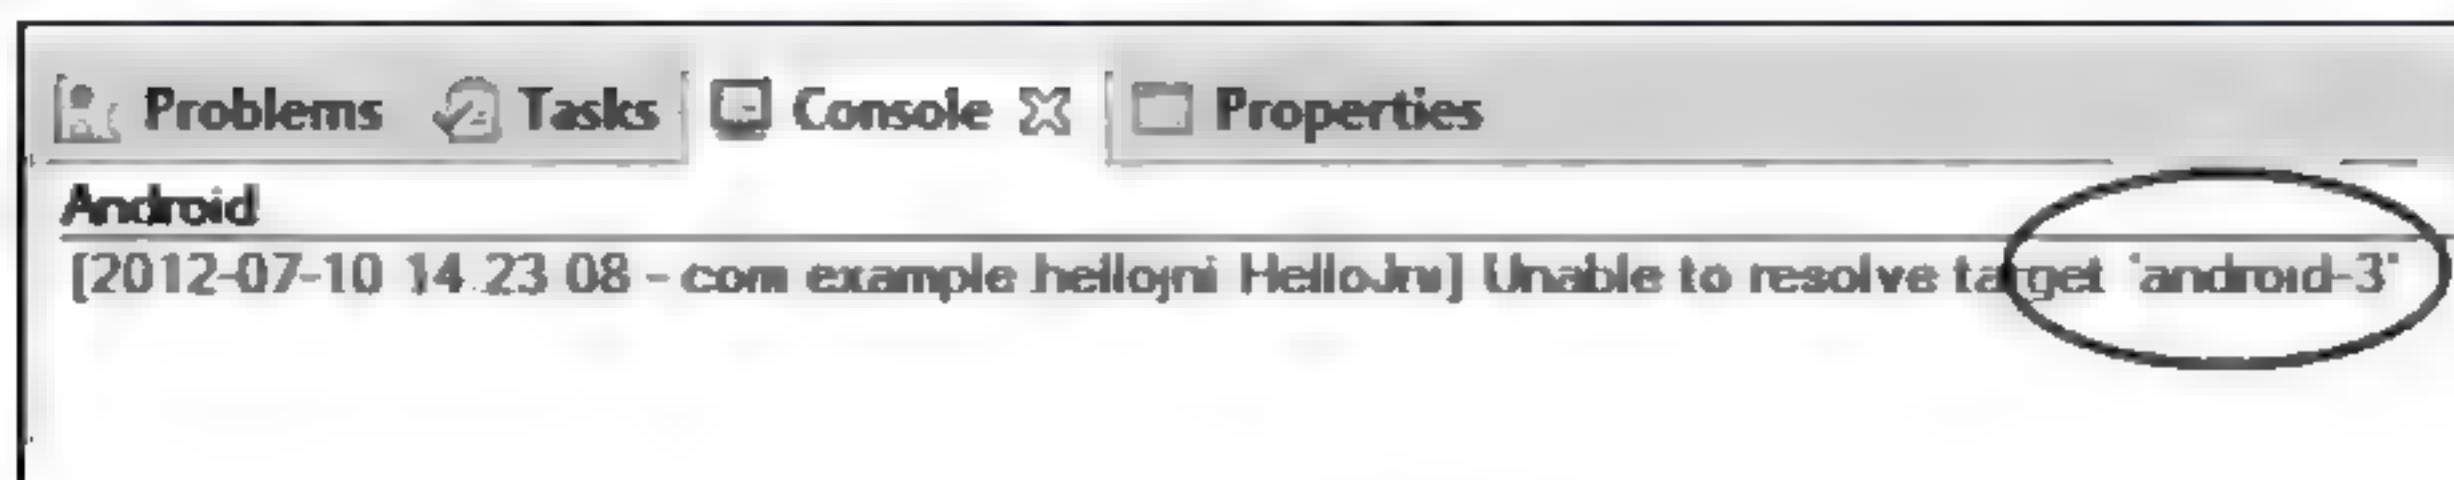 Problems Tasks Console Properties
Android
[2012-07-10 14 23 08 - com example hellojni HelloJni] Unable to resolve target 'android-3'